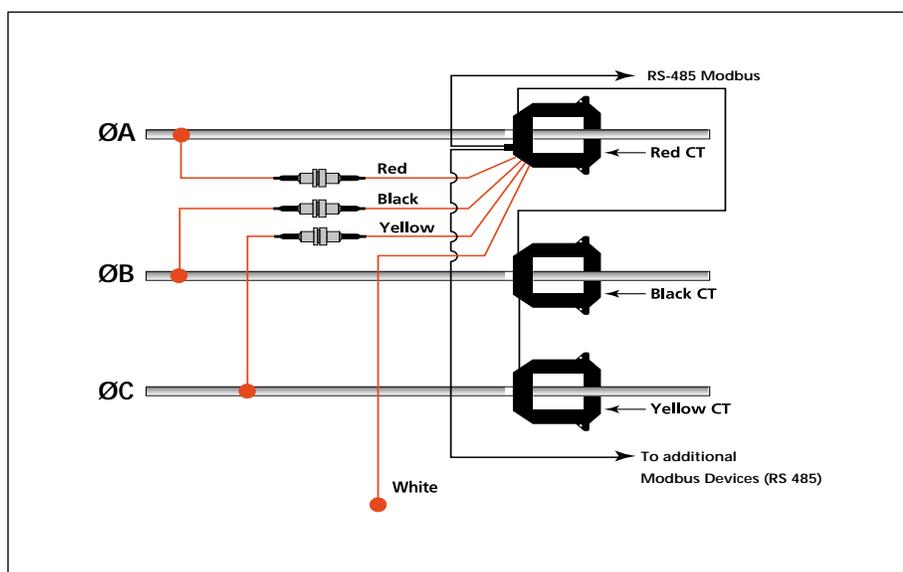 RS-485 Modbus
ØA
Red CT
Red
Black
Yellow
ØB
Black CT
ØC
Yellow CT
To additional
Modbus Devices (RS 485)
White